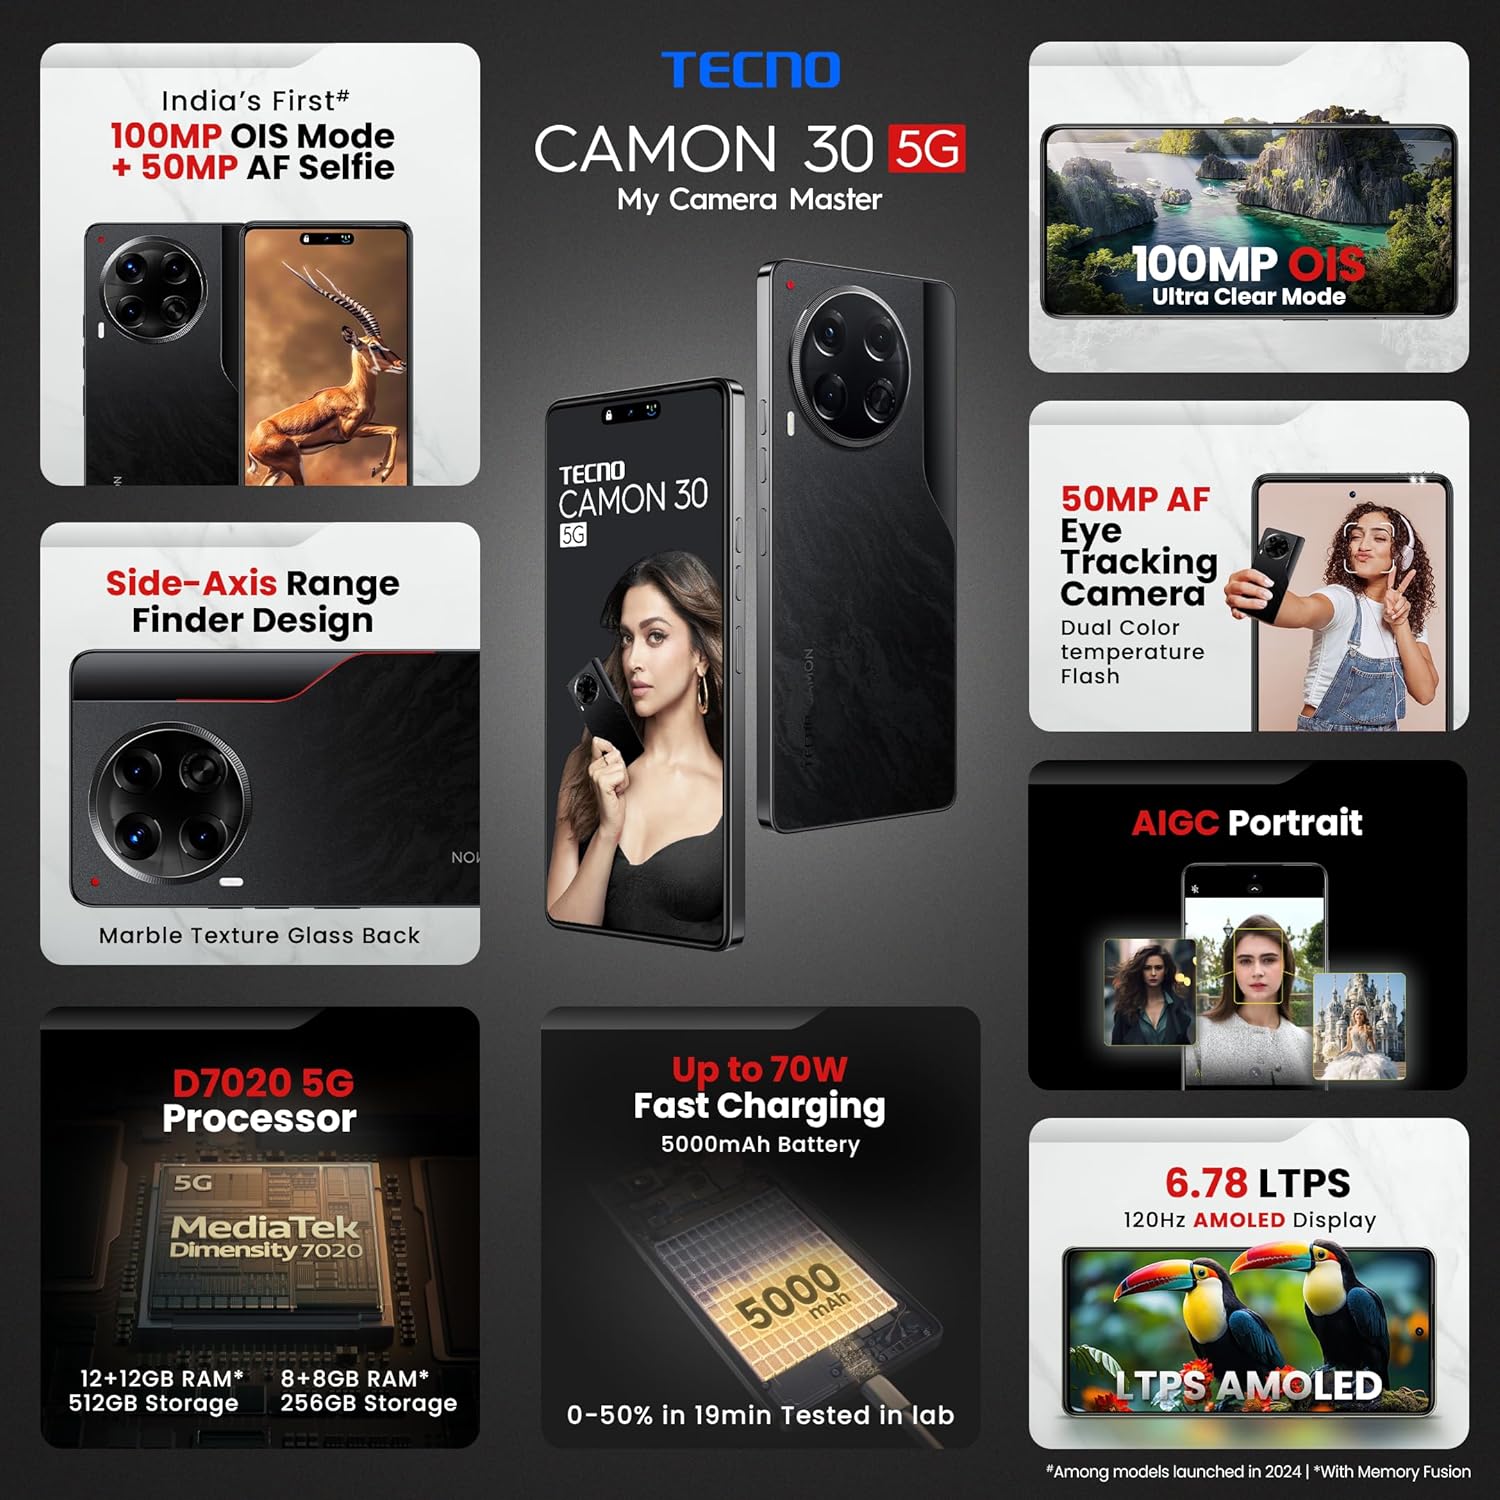 TECNO
CAMON 30 5G
My Camera Master
India's First#
100MP OIS Mode
+ 50MP AF Selfie
100MP OIS
Ultra Clear Mode
TECNO
CAMON 30
5G
TECNO CAMON
50MP AF
Eye
Tracking
Camera
Dual Color
temperature
Flash
Side-Axis Range
Finder Design
Marble Texture Glass Back
AIGC Portrait
D7020 5G
Processor
5G
MediaTek
Dimensity 7020
12+12GB RAM*
512GB Storage
8+8GB RAM*
256GB Storage
Up to 70W
Fast Charging
5000mAh Battery
5000
mAh
0-50% in 19min Tested in lab
6.78 LTPS
120Hz AMOLED Display
LTPS AMOLED
#Among models launched in 2024 | *With Memory Fusion